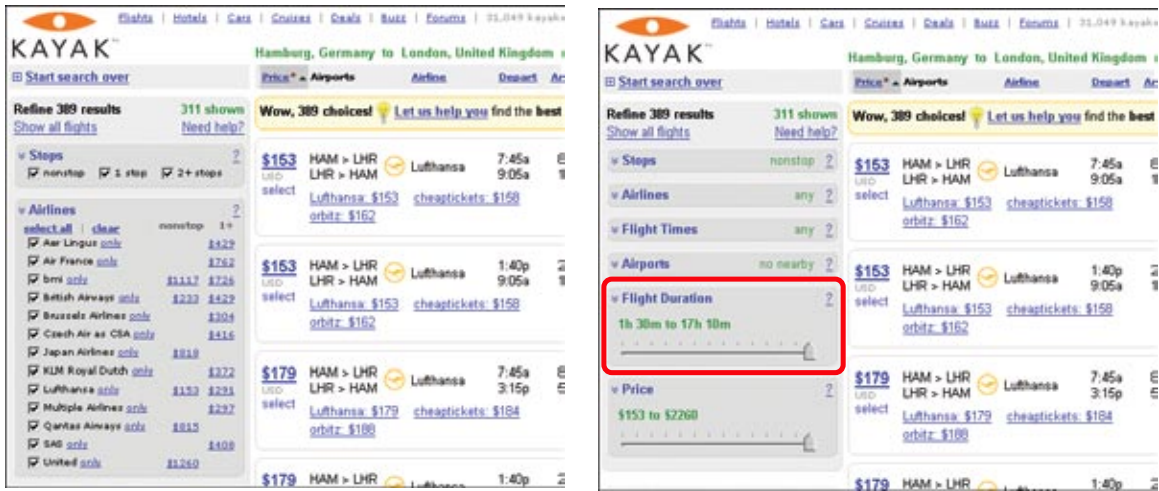 Flights | Hotels | Cars | Cruises | Deals | Buzz | Forums | 31,049 kayak
KAYAK™
Hamburg, Germany to London, United Kingdom
Start search over
Price* Airports Airline Depart
Refine 389 results 311 shown
Show all flights Need help?
Wow, 389 choices! Let us help you find the best
Stops ?
nonstop 1 stop 2+ stops
Airlines ?
select all | clear nonstop 1+
Aer Lingus only $429
Air France only $762
bmi only $1117 $726
British Airways only $233 $429
Brussels Airlines only $304
Czech Air as CSA only $416
Japan Airlines only $818
KLM Royal Dutch only $372
Lufthansa only $153 $291
Multiple Airlines only $297
Qantas Airways only $815
SAS only $408
United only $1260
$153 HAM > LHR Lufthansa 7:45a
USD LHR > HAM 9:05a
select Lufthansa: $153 cheaptickets: $158
orbitz: $162
$153 HAM > LHR Lufthansa 1:40p
USD LHR > HAM 9:05a
select Lufthansa: $153 cheaptickets: $158
orbitz: $162
$179 HAM > LHR Lufthansa 7:45a
USD LHR > HAM 3:15p
select Lufthansa: $179 cheaptickets: $184
orbitz: $188
$179 HAM > LHR Lufthansa 1:40p
Flights | Hotels | Cars | Cruises | Deals | Buzz | Forums | 31,049 kayak
KAYAK™
Hamburg, Germany to London, United Kingdom
Start search over
Price* Airports Airline Depart
Refine 389 results 311 shown
Show all flights Need help?
Wow, 389 choices! Let us help you find the best
Stops nonstop ?
Airlines any ?
Flight Times any ?
Airports no nearby ?
Flight Duration ?
1h 30m to 17h 10m
Price ?
$153 to $2260
$153 HAM > LHR Lufthansa 7:45a
USD LHR > HAM 9:05a
select Lufthansa: $153 cheaptickets: $158
orbitz: $162
$153 HAM > LHR Lufthansa 1:40p
USD LHR > HAM 9:05a
select Lufthansa: $153 cheaptickets: $158
orbitz: $162
$179 HAM > LHR Lufthansa 7:45a
USD LHR > HAM 3:15p
select Lufthansa: $179 cheaptickets: $184
orbitz: $188
$179 HAM > LHR 1:40p